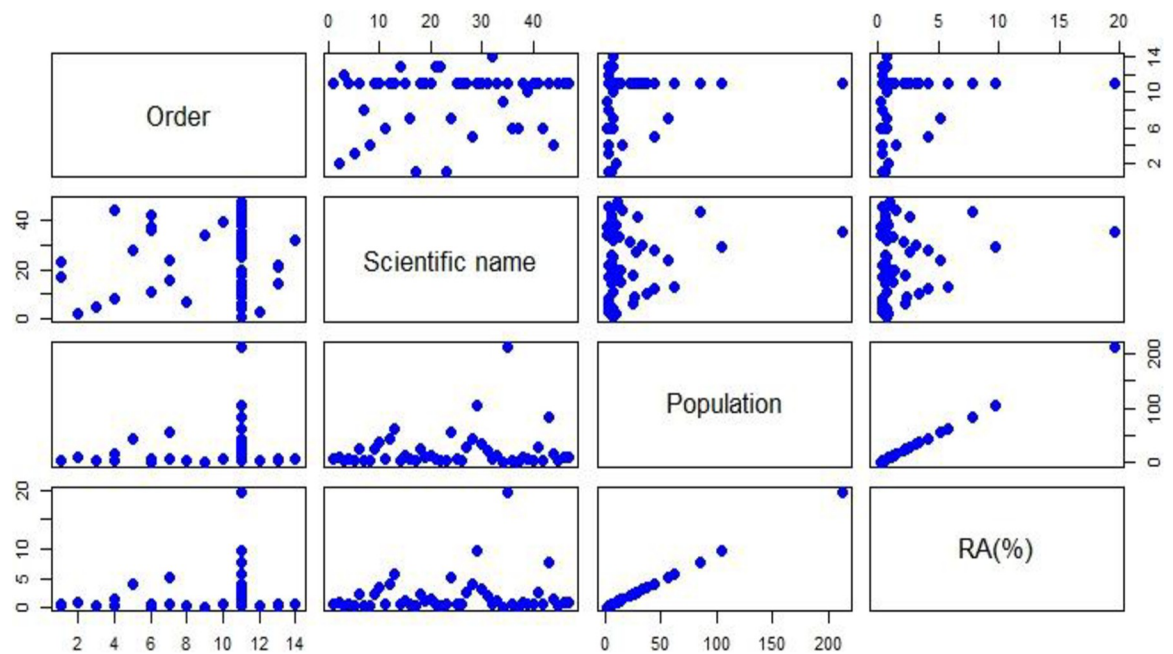 0 10 20 30 40
0 5 10 15 20
Order
2 6 10 14
0 20 40
Scientific name
Population
0 100 200
0 5 10 20
RA(%)
2 4 6 8 10 12 14
0 50 100 200